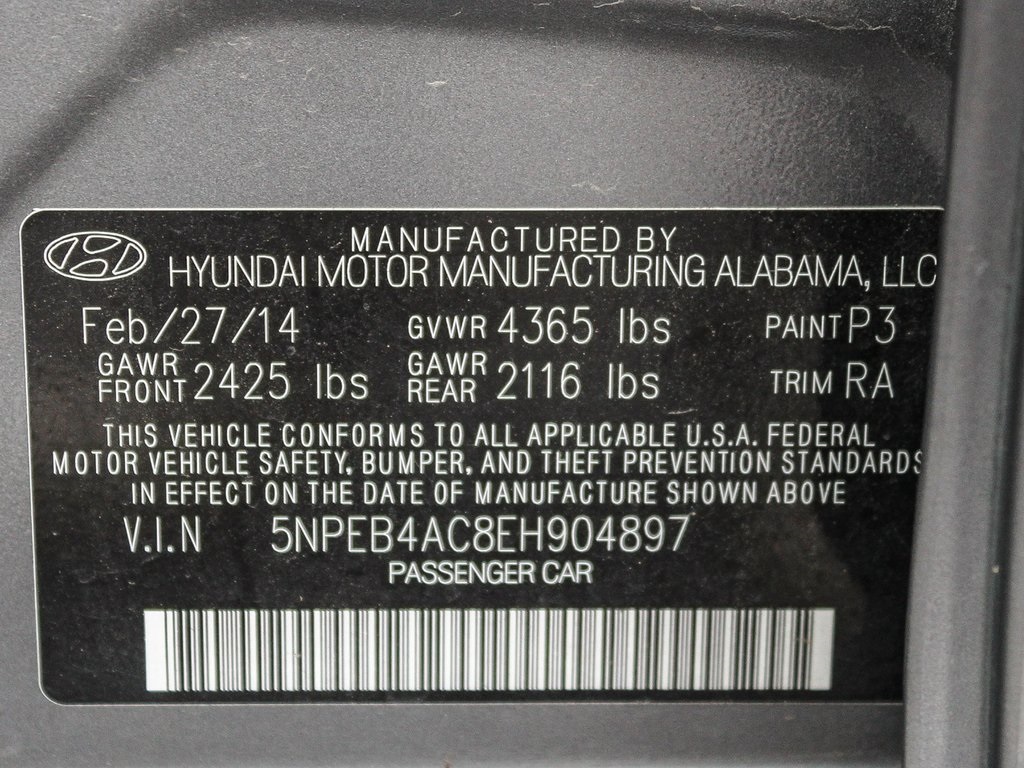 MANUFACTURED BY
HYUNDAI MOTOR MANUFACTURING ALABAMA, LLC
Feb/27/14 GVWR 4365 lbs PAINT P3
GAWR FRONT 2425 lbs GAWR REAR 2116 lbs TRIM RA
THIS VEHICLE CONFORMS TO ALL APPLICABLE U.S.A. FEDERAL
MOTOR VEHICLE SAFETY, BUMPER, AND THEFT PREVENTION STANDARDS
IN EFFECT ON THE DATE OF MANUFACTURE SHOWN ABOVE
V.I.N 5NPEB4AC8EH904897
PASSENGER CAR